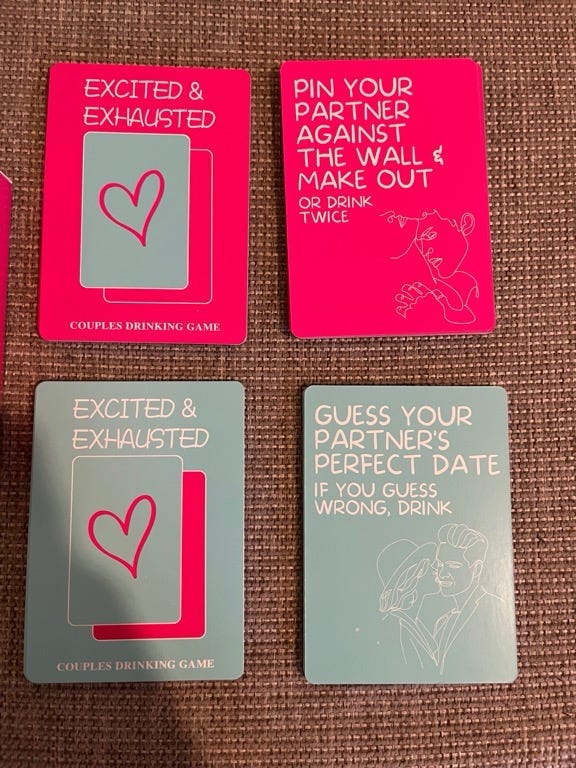 EXCITED &
EXHAUSTED
COUPLES DRINKING GAME
PIN YOUR
PARTNER
AGAINST
THE WALL &
MAKE OUT
OR DRINK
TWICE
EXCITED &
EXHAUSTED
COUPLES DRINKING GAME
GUESS YOUR
PARTNER'S
PERFECT DATE
IF YOU GUESS
WRONG, DRINK